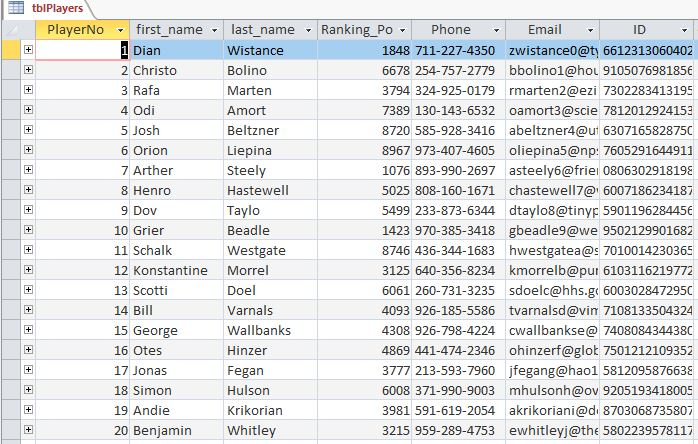 tblPlayers
PlayerNo first_name last_name Ranking_Po Phone Email ID
1 Dian Wistance 1848 711-227-4350 zwistance0@ty 6612313060402
2 Christo Bolino 6678 254-757-2779 bbolino1@hou 9105076981856
3 Rafa Marten 3794 324-925-0179 rmarten2@ezi 7302283413195
4 Odi Amort 7389 130-143-6532 oamort3@scie 7812012924153
5 Josh Beltzner 8720 585-928-3416 abeltzner4@ut 6307165828750
6 Orion Liepina 8967 973-407-4605 oliepina5@nps 7605291644911
7 Arther Steely 1076 893-990-2697 asteely6@frien 0806302918198
8 Henro Hastewell 5025 808-160-1671 chastewell7@v 6007186234187
9 Dov Taylo 5499 233-873-6344 dtaylo8@tinyp 5901196284456
10 Grier Beadle 1423 970-385-3418 gbeadle9@we 9502129901682
11 Schalk Westgate 8746 436-344-1683 hwestgatea@s 7010014230365
12 Konstantine Morrel 3125 640-356-8234 kmorrelb@pur 6103116219772
13 Scotti Doel 6061 260-731-3235 sdoelc@hhs.go 6003028472950
14 Bill Varnals 4093 926-185-5586 tvarnalsd@vim 7108133504324
15 George Wallbanks 4308 926-798-4224 cwallbankse@ 7408084344380
16 Otes Hinzer 4869 441-474-2346 ohinzerf@glob 7501212109352
17 Jonas Fegan 3777 213-593-7960 jfegang@hao1 5812095876638
18 Simon Hulson 6008 371-990-9003 mhulsonh@ov 9205193418005
19 Andie Krikorian 3981 591-619-2054 akrikoriani@de 8703068735807
20 Benjamin Whitley 3215 959-289-4753 ewhitleyj@the 5802239578117